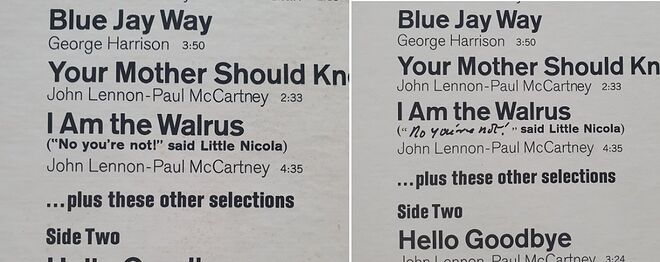 Blue Jay Way
George Harrison 3:50
Your Mother Should Kn
John Lennon-Paul McCartney 2:33
I Am the Walrus
("No you're not!" said Little Nicola)
John Lennon-Paul McCartney 4:35
...plus these other selections
Side Two
Blue Jay Way
George Harrison 3:50
Your Mother Should Kn
John Lennon-Paul McCartney 2:33
I Am the Walrus
("No you're not!" said Little Nicola)
John Lennon-Paul McCartney 4:35
...plus these other selections
Side Two
Hello Goodbye
John Lennon-Paul McCartney 3:24